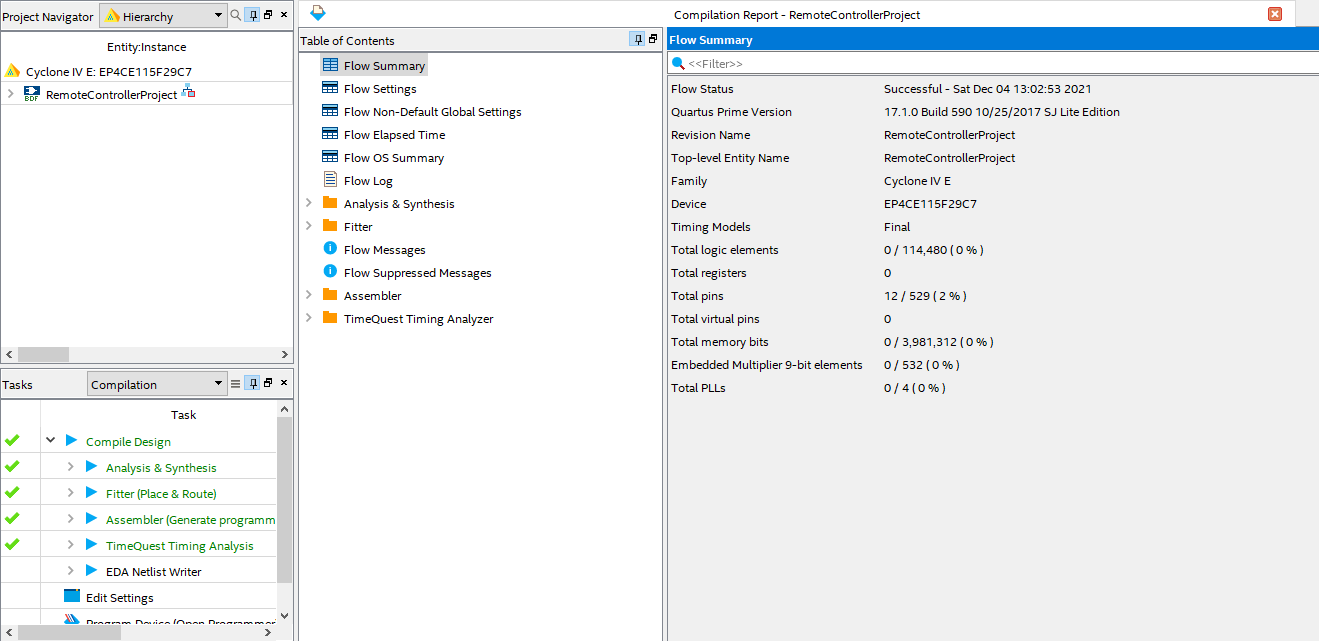 Project Navigator Hierarchy
Entity:Instance
Cyclone IV E: EP4CE115F29C7
BDF RemoteControllerProject
Tasks Compilation
Task
Compile Design
Analysis & Synthesis
Fitter (Place & Route)
Assembler (Generate programm
TimeQuest Timing Analysis
EDA Netlist Writer
Edit Settings
Program Device (Open Programmer
Compilation Report - RemoteControllerProject
Table of Contents
Flow Summary
Flow Settings
Flow Non-Default Global Settings
Flow Elapsed Time
Flow OS Summary
Flow Log
Analysis & Synthesis
Fitter
Flow Messages
Flow Suppressed Messages
Assembler
TimeQuest Timing Analyzer
Flow Summary
<<Filter>>
Flow Status Successful - Sat Dec 04 13:02:53 2021
Quartus Prime Version 17.1.0 Build 590 10/25/2017 SJ Lite Edition
Revision Name RemoteControllerProject
Top-level Entity Name RemoteControllerProject
Family Cyclone IV E
Device EP4CE115F29C7
Timing Models Final
Total logic elements 0 / 114,480 ( 0 % )
Total registers 0
Total pins 12 / 529 ( 2 % )
Total virtual pins 0
Total memory bits 0 / 3,981,312 ( 0 % )
Embedded Multiplier 9-bit elements 0 / 532 ( 0 % )
Total PLLs 0 / 4 ( 0 % )